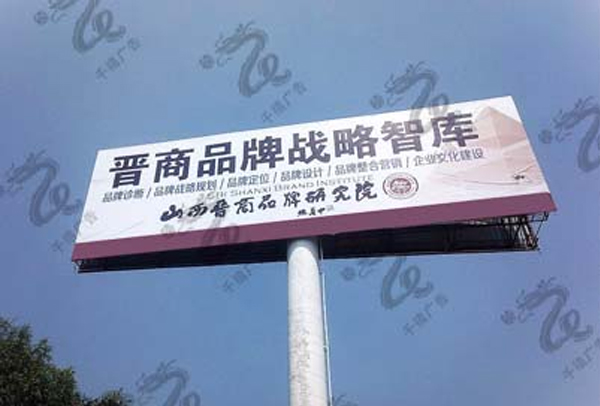 晋商品牌战略智库
品牌诊断 / 品牌战略规划 / 品牌定位 / 品牌设计 / 品牌整合营销 / 企业文化建设
Shanxi Brand Institute
山西晋商品牌研究院